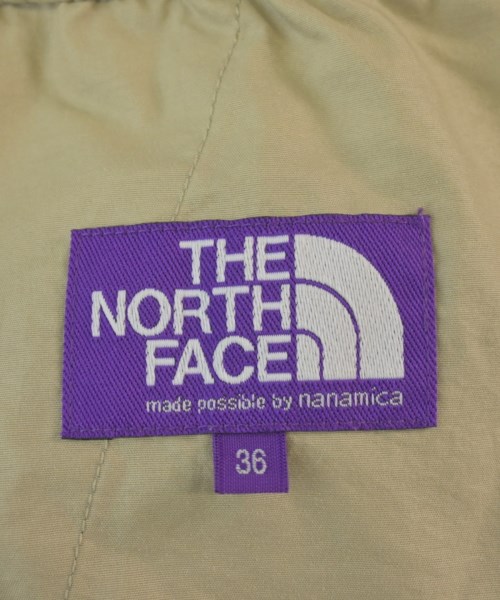 THE
NORTH
FACE
made possible by nanamica
36